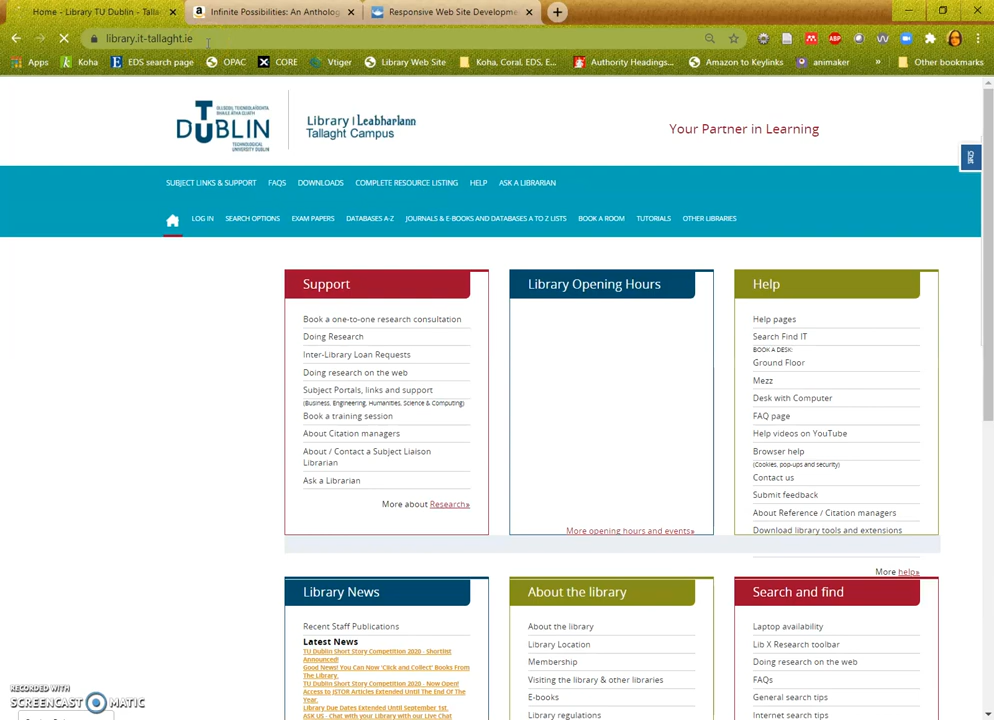 Home - Library TU Dublin - Talla
Infinite Possibilities: An Antholog
Responsive Web Site Developme
library.it-tallaght.ie
Apps Koha EDS search page OPAC CORE Vtiger Library Web Site Koha, Coral, EDS, E... Authority Headings... Amazon to Keylinks animaker » Other bookmarks
DUBLIN
TECHNOLOGICAL
UNIVERSITY DUBLIN
Library | Leabharlann
Tallaght Campus
Your Partner in Learning
SUBJECT LINKS & SUPPORT FAQS DOWNLOADS COMPLETE RESOURCE LISTING HELP ASK A LIBRARIAN
LOG IN SEARCH OPTIONS EXAM PAPERS DATABASES A-Z JOURNALS & E-BOOKS AND DATABASES A TO Z LISTS BOOK A ROOM TUTORIALS OTHER LIBRARIES
Support
Book a one-to-one research consultation
Doing Research
Inter-Library Loan Requests
Doing research on the web
Subject Portals, links and support
(Business, Engineering, Humanities, Science & Computing)
Book a training session
About Citation managers
About / Contact a Subject Liaison
Librarian
Ask a Librarian
More about Research»
Library Opening Hours
More opening hours and events»
Help
Help pages
Search Find IT
BOOK A DESK:
Ground Floor
Mezz
Desk with Computer
FAQ page
Help videos on YouTube
Browser help
(Cookies, pop-ups and security)
Contact us
Submit feedback
About Reference / Citation managers
Download library tools and extensions
More help»
Library News
Recent Staff Publications
Latest News
TU Dublin Short Story Competition 2020 - Shortlist
Announced!
Good News! You Can Now 'Click and Collect' Books From
The Library.
TU Dublin Short Story Competition 2020 - Now Open!
Access to JSTOR Articles Extended Until The End Of The
Year.
Library Due Dates Extended Until September 1st.
ASK US - Chat with your Library with our Live Chat
About the library
About the library
Library Location
Membership
Visiting the library & other libraries
E-books
Library regulations
Search and find
Laptop availability
Lib X Research toolbar
Doing research on the web
FAQs
General search tips
Internet search tips
RECORDED WITH
SCREENCAST MATIC